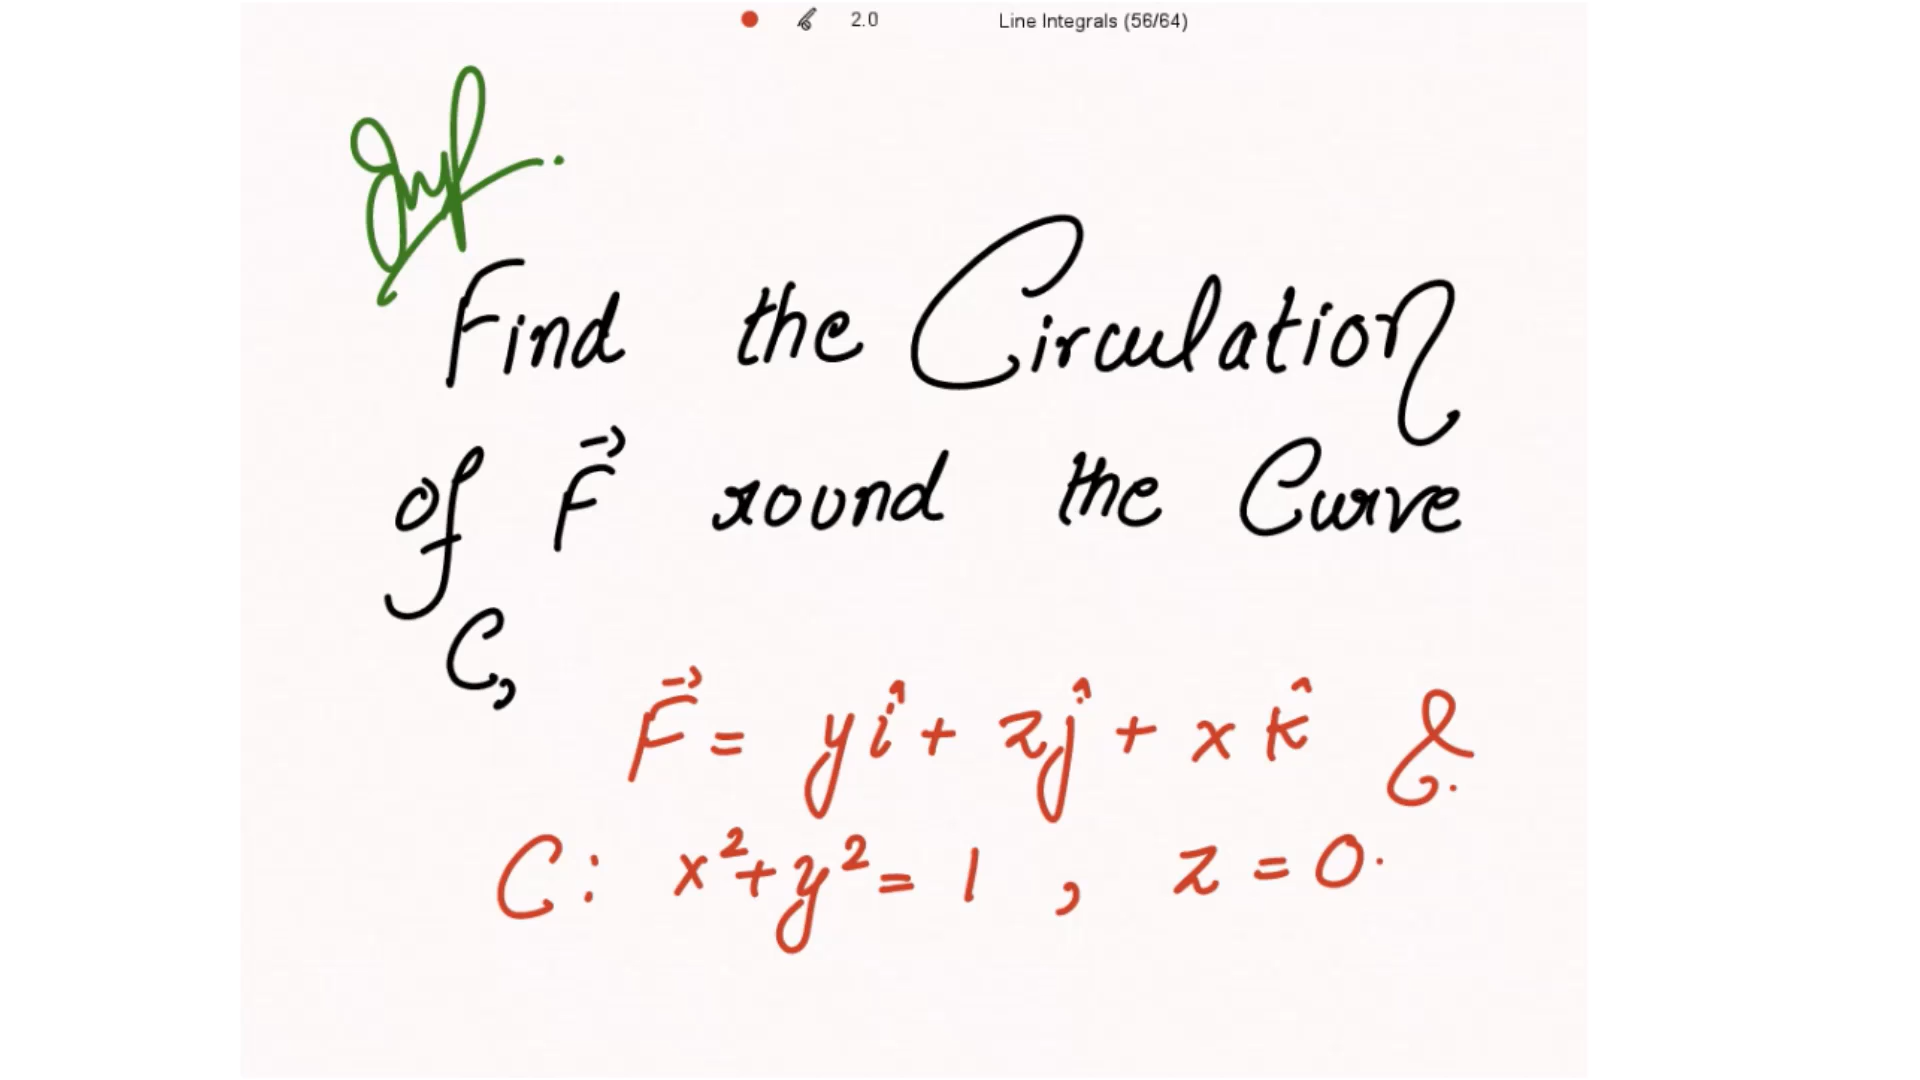 2.0 Line Integrals (56/64)
Find the Circulation
of F⃗ round the Curve
C,
F⃗ = yî + zĵ + x k̂ &
C: x²+y² = 1 , z = 0.